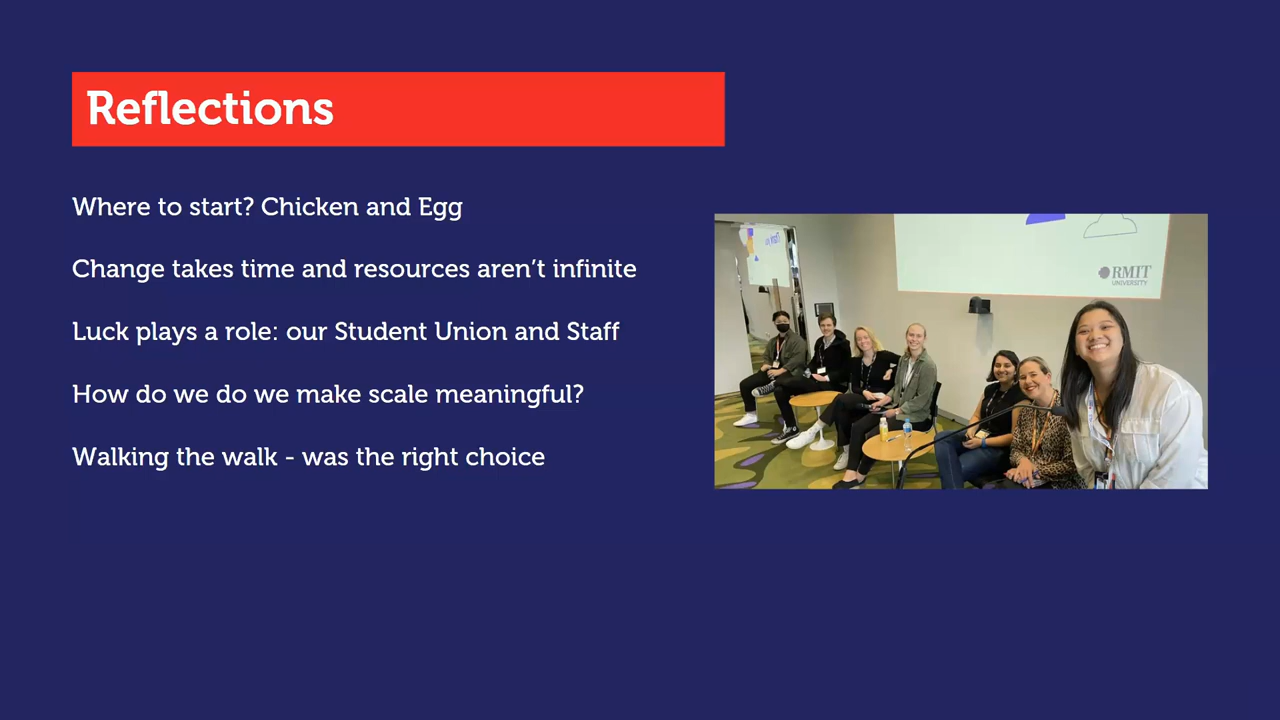 Reflections
Where to start? Chicken and Egg
Change takes time and resources aren't infinite
Luck plays a role: our Student Union and Staff
How do we do we make scale meaningful?
Walking the walk - was the right choice
RMIT
UNIVERSITY